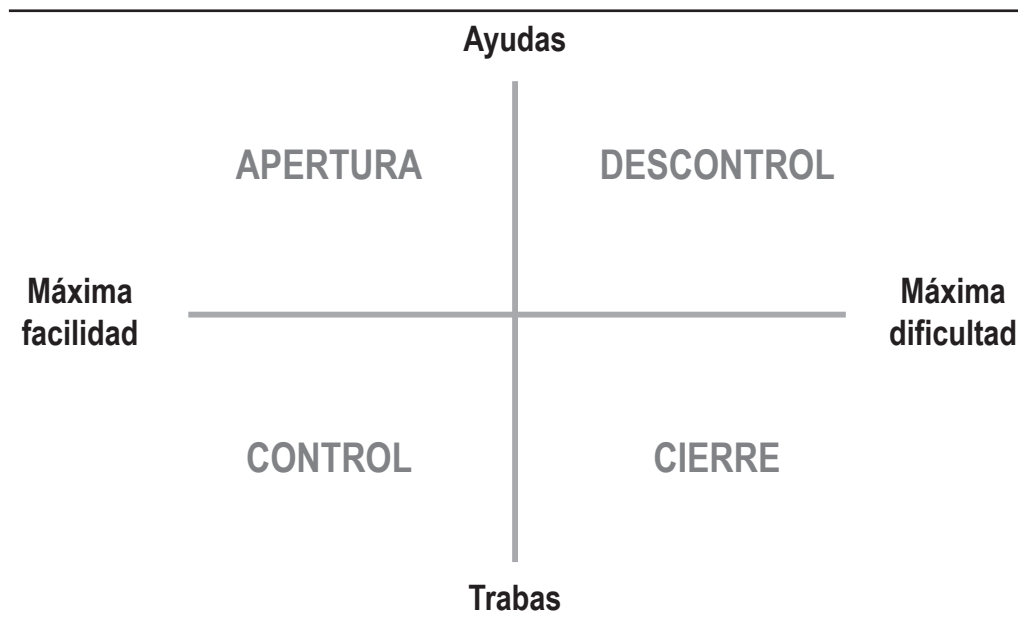 Ayudas
APERTURA
DESCONTROL
Máxima
facilidad
Máxima
dificultad
CONTROL
CIERRE
Trabas